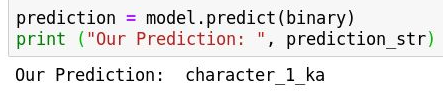 prediction = model.predict(binary)
print ("Our Prediction: ", prediction_str)
Our Prediction:  character_1_ka